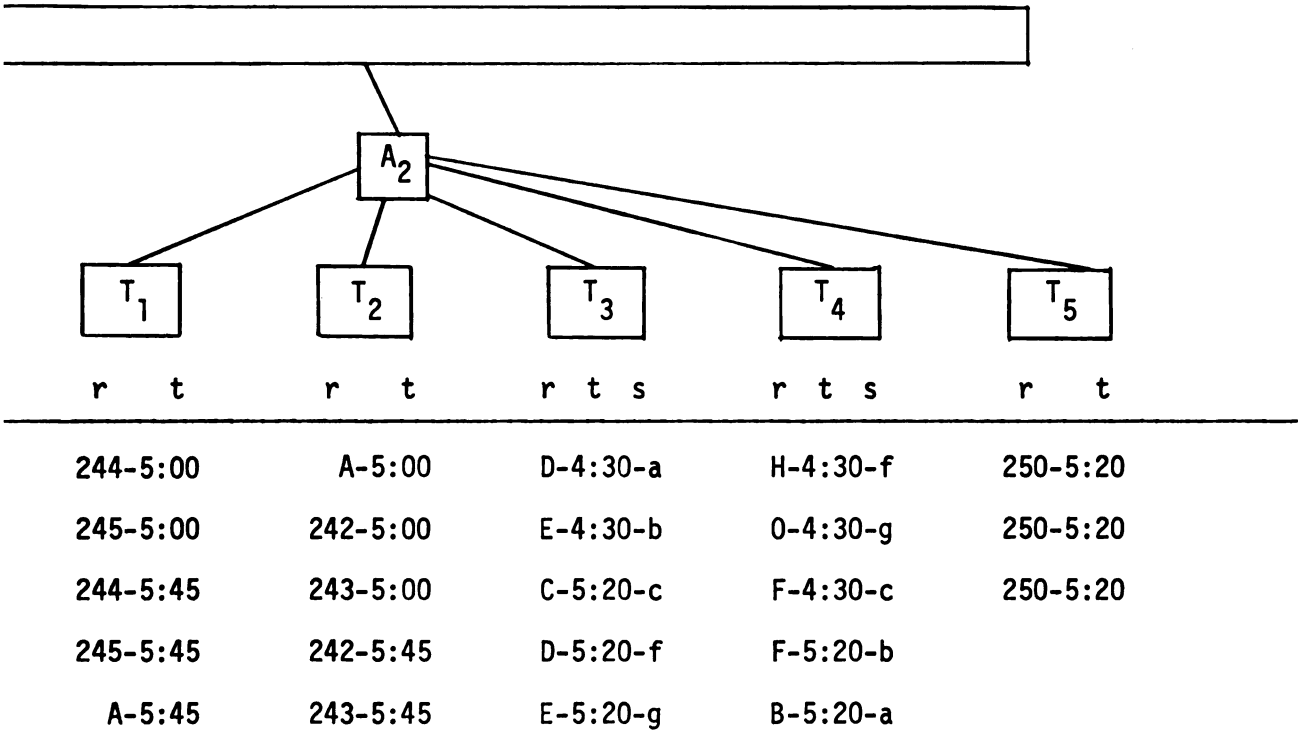 A2
T1 T2 T3 T4 T5
r t r t r t s r t s r t
244-5:00 A-5:00 D-4:30-a H-4:30-f 250-5:20
245-5:00 242-5:00 E-4:30-b O-4:30-g 250-5:20
244-5:45 243-5:00 C-5:20-c F-4:30-c 250-5:20
245-5:45 242-5:45 D-5:20-f F-5:20-b
A-5:45 243-5:45 E-5:20-g B-5:20-a